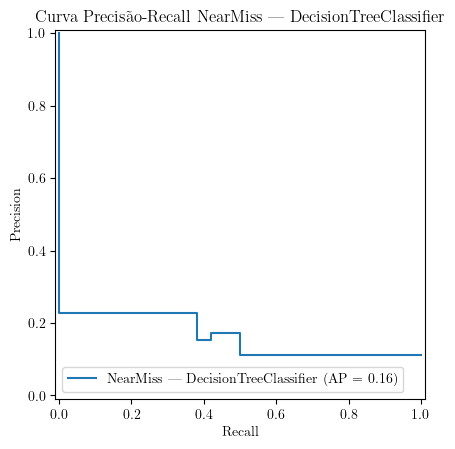 Curva Precisão-Recall NearMiss — DecisionTreeClassifier
1.0
0.8
0.6
0.4
0.2
0.0
Precision
NearMiss — DecisionTreeClassifier (AP = 0.16)
0.0 0.2 0.4 0.6 0.8 1.0
Recall